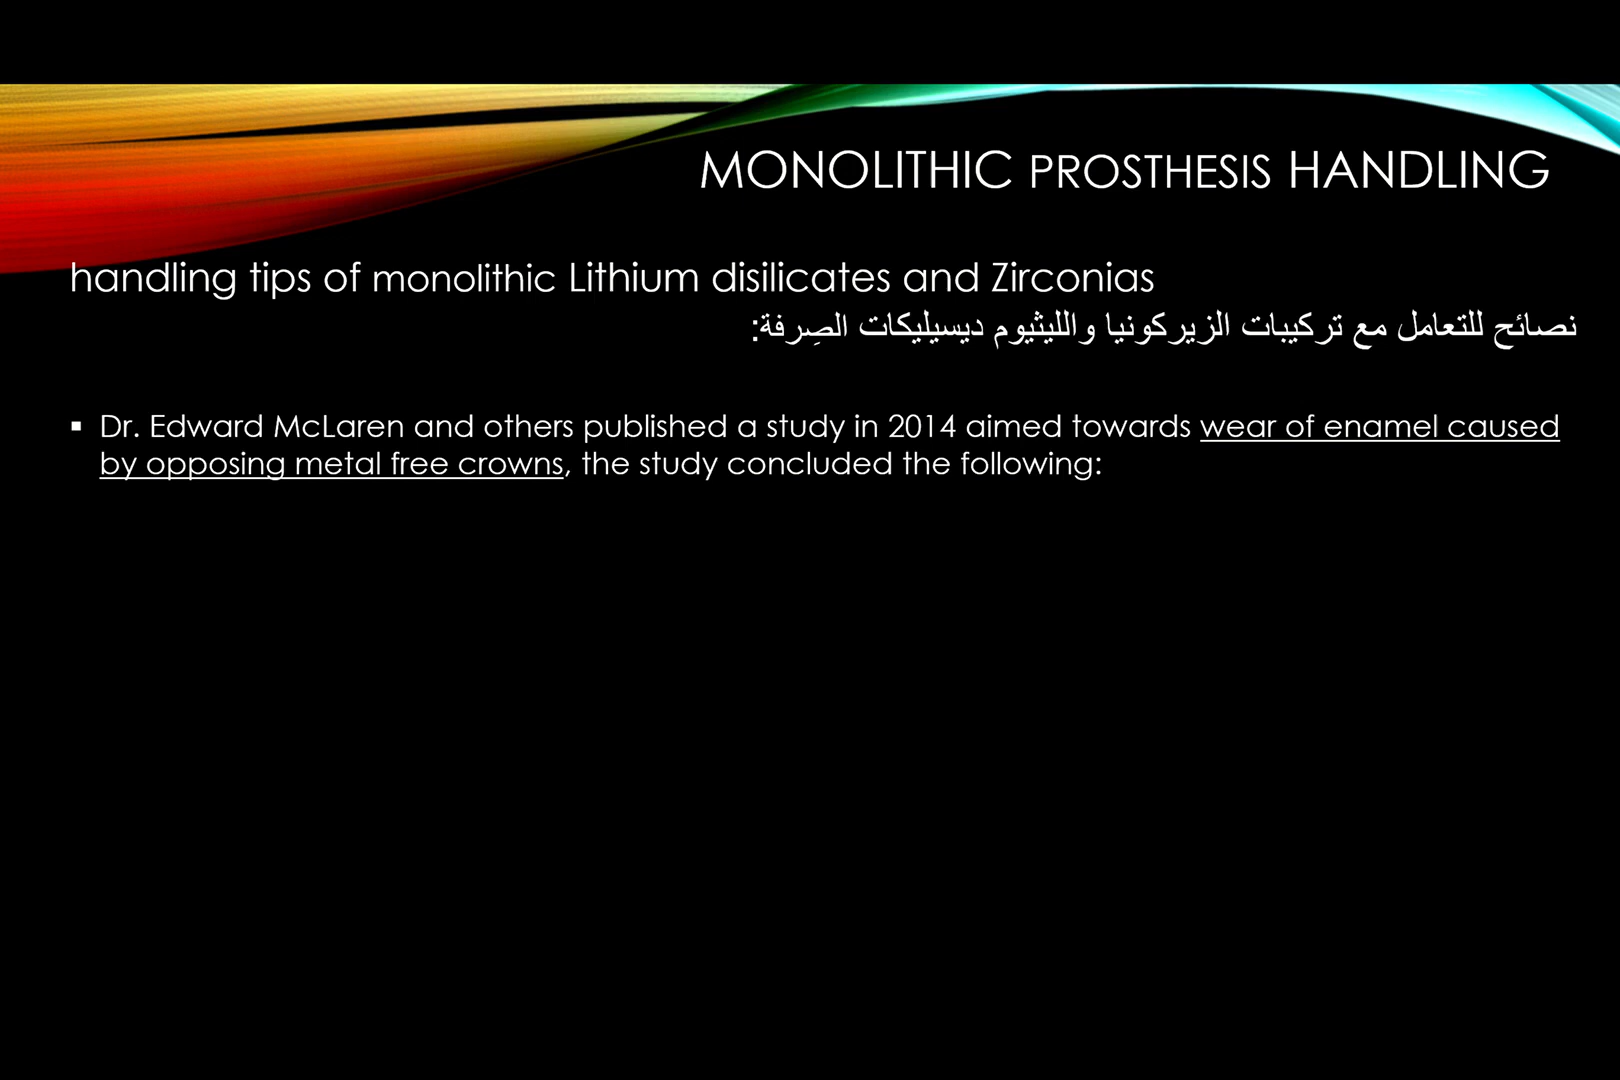 MONOLITHIC PROSTHESIS HANDLING
handling tips of monolithic Lithium disilicates and Zirconias
نصائح للتعامل مع تركيبات الزيركونيا والليثيوم ديسيليكات الصِرفة:
▪ Dr. Edward McLaren and others published a study in 2014 aimed towards wear of enamel caused
by opposing metal free crowns, the study concluded the following: